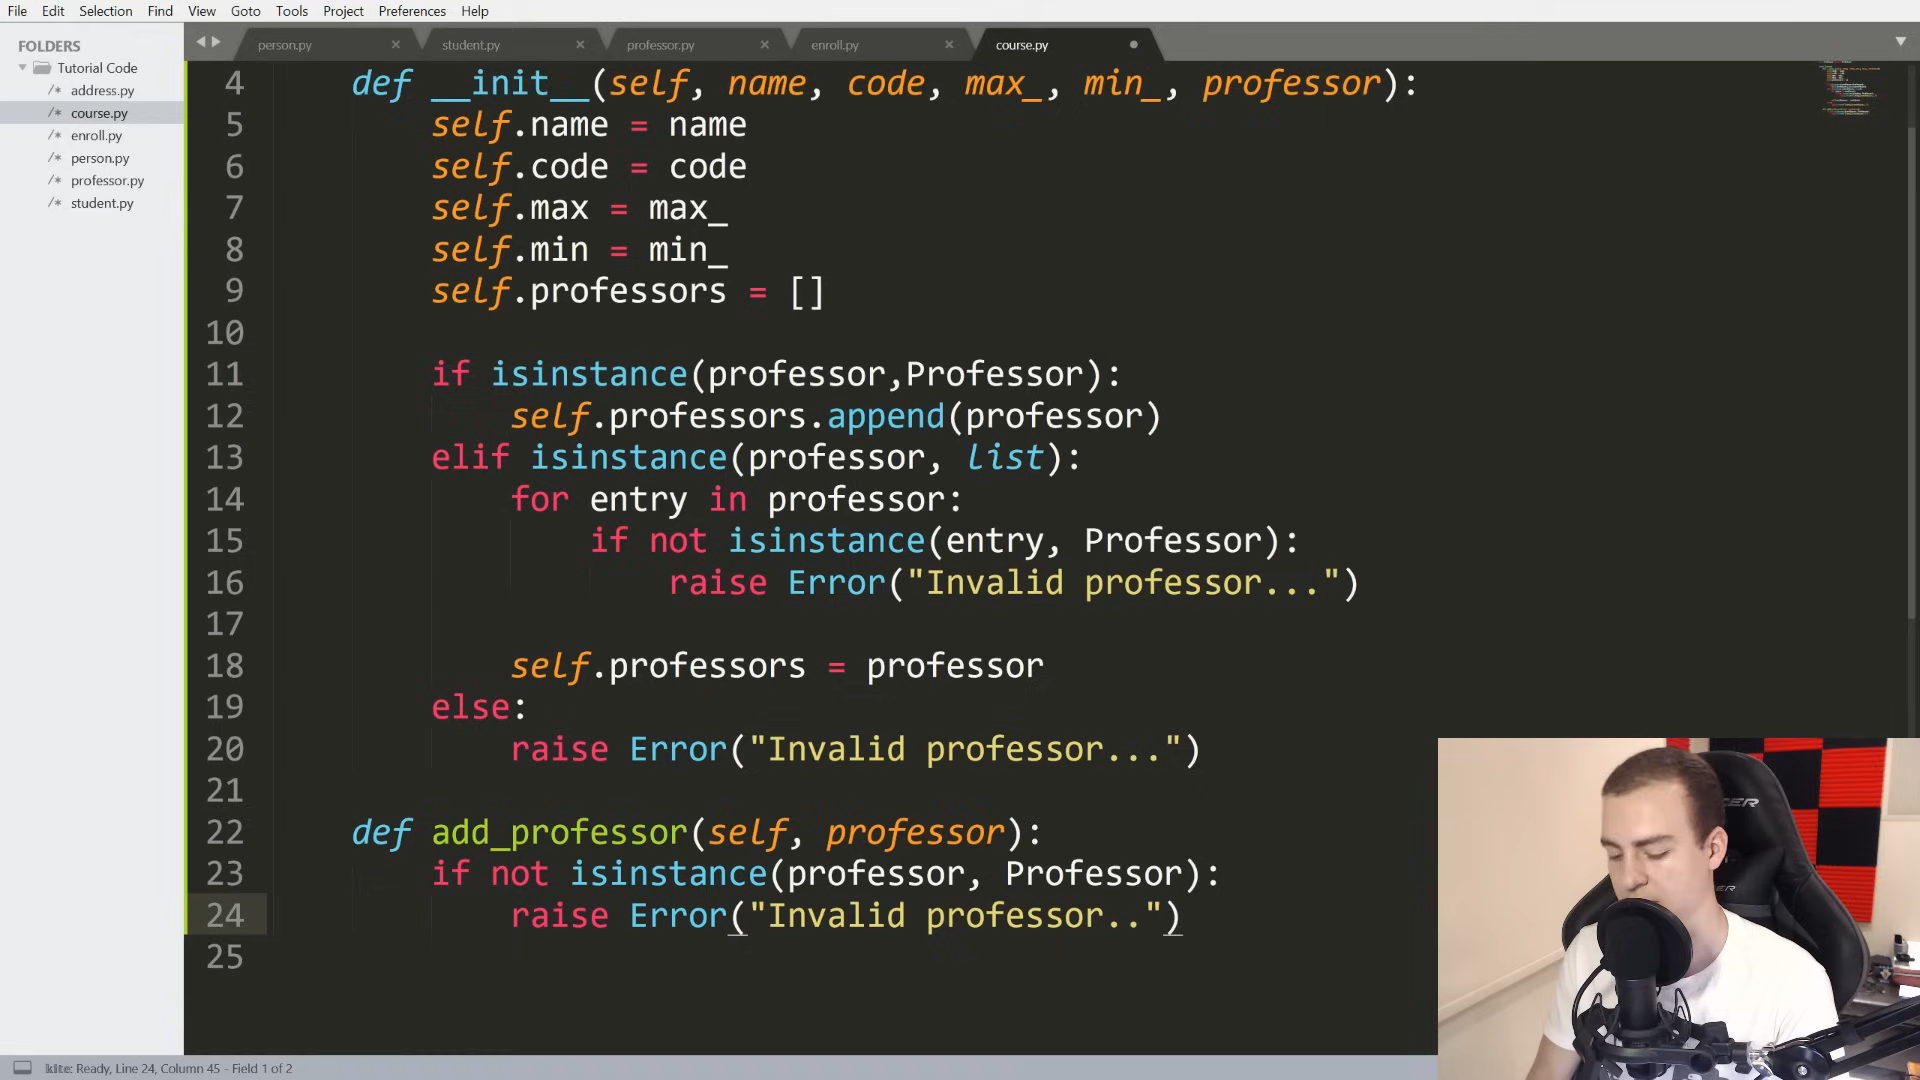 File Edit Selection Find View Goto Tools Project Preferences Help
FOLDERS
Tutorial Code
address.py
course.py
enroll.py
person.py
professor.py
student.py
person.py student.py professor.py enroll.py course.py
4 def __init__(self, name, code, max_, min_, professor):
5 self.name = name
6 self.code = code
7 self.max = max_
8 self.min = min_
9 self.professors = []
10
11 if isinstance(professor,Professor):
12 self.professors.append(professor)
13 elif isinstance(professor, list):
14 for entry in professor:
15 if not isinstance(entry, Professor):
16 raise Error("Invalid professor...")
17
18 self.professors = professor
19 else:
20 raise Error("Invalid professor...")
21
22 def add_professor(self, professor):
23 if not isinstance(professor, Professor):
24 raise Error("Invalid professor..")
25
Ready, Line 24, Column 45 - Field 1 of 2